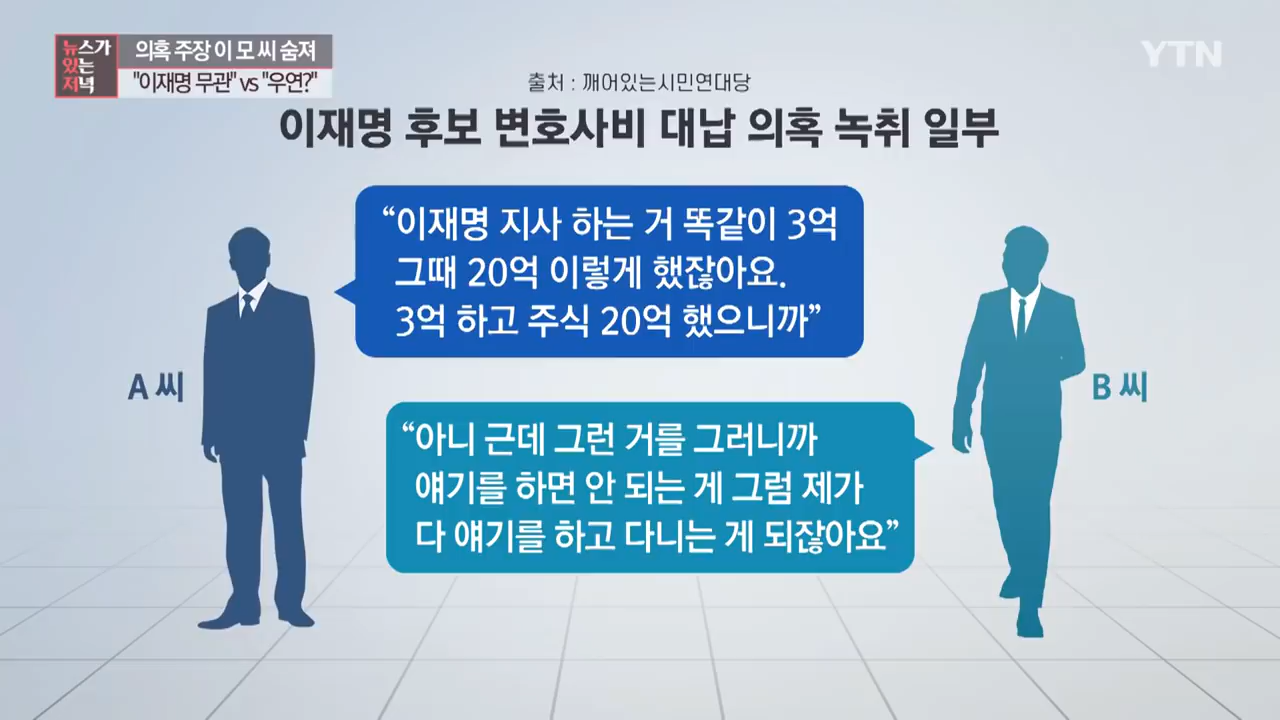 뉴스가
있는
저녁
의혹 주장 이 모 씨 숨져
"이재명 무관" vs "우연?"
YTN
출처 : 깨어있는시민연대당
이재명 후보 변호사비 대납 의혹 녹취 일부
“이재명 지사 하는 거 똑같이 3억
그때 20억 이렇게 했잖아요.
3억 하고 주식 20억 했으니까”
A 씨
B 씨
“아니 근데 그런 거를 그러니까
얘기를 하면 안 되는 게 그럼 제가
다 얘기를 하고 다니는 게 되잖아요”